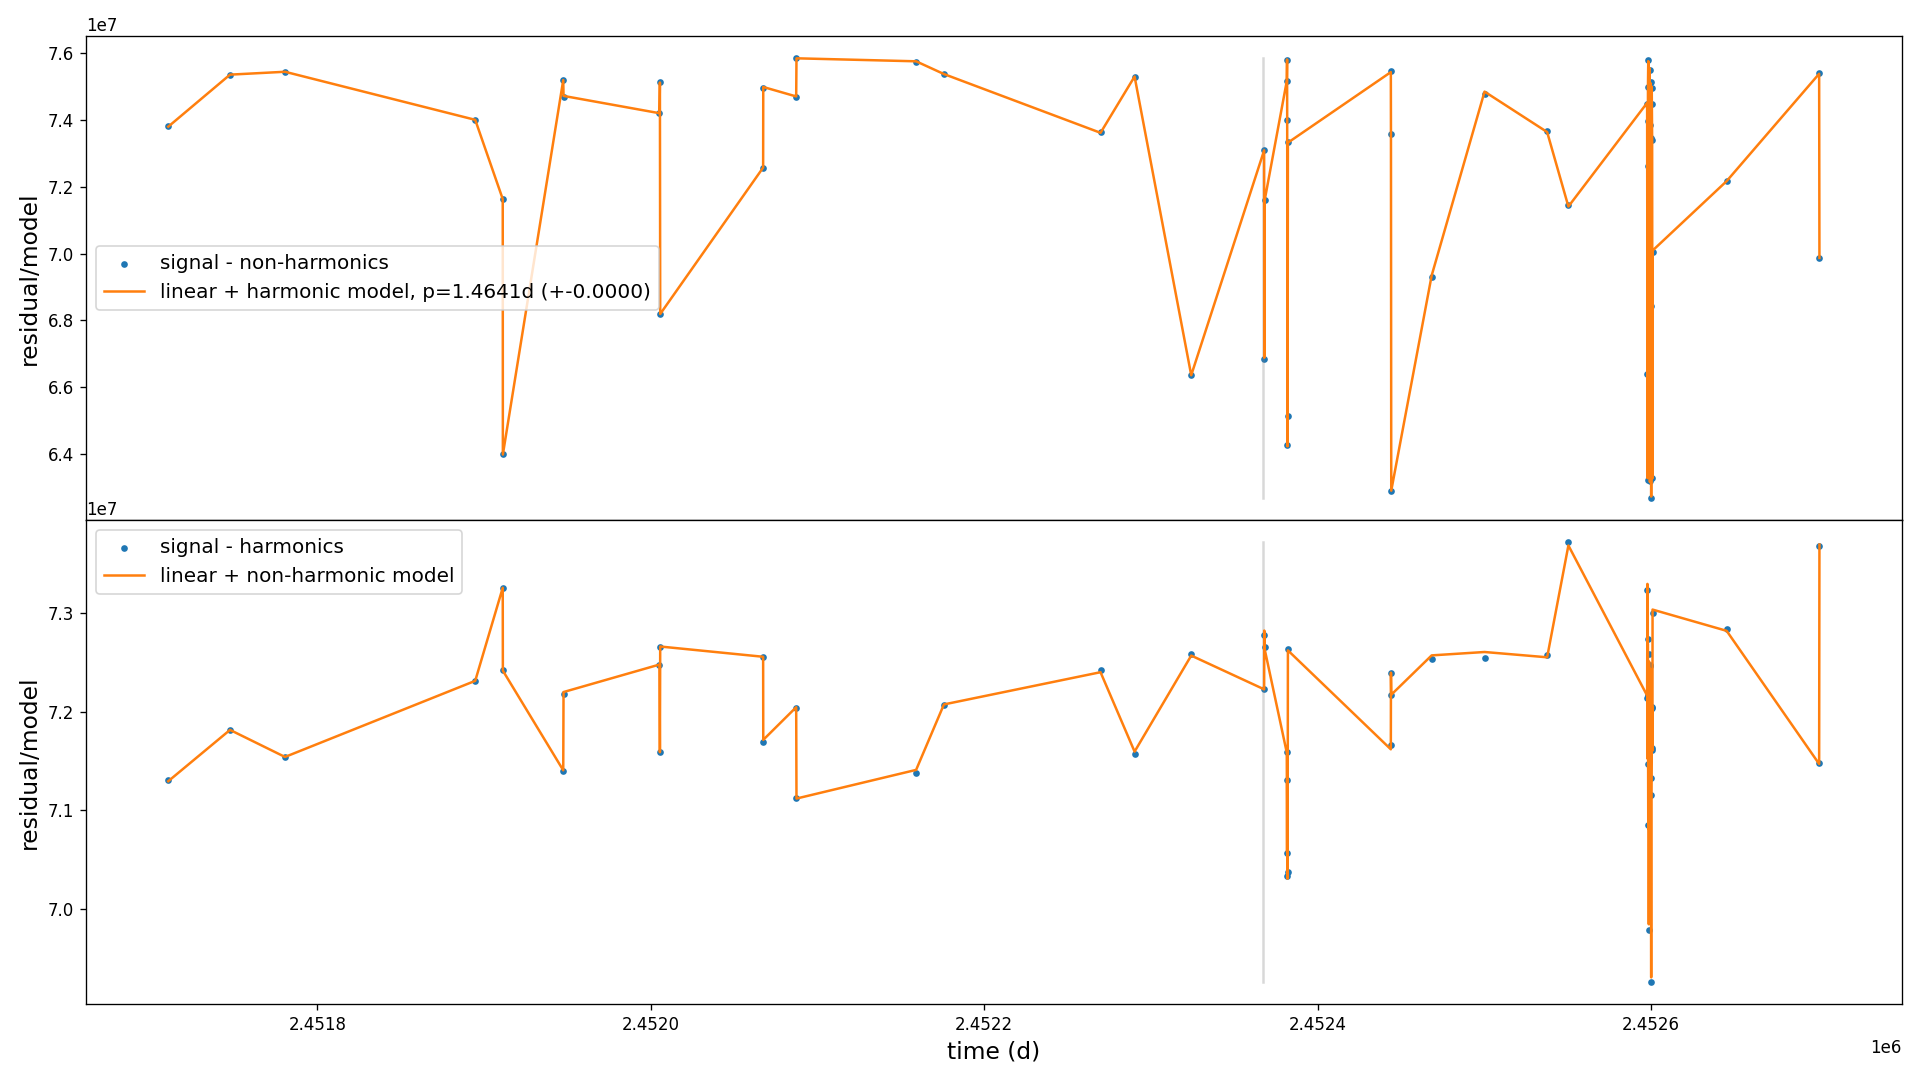 1e7
7.6
7.4
7.2
7.0
6.8
6.6
6.4
residual/model
signal - non-harmonics
linear + harmonic model, p=1.4641d (+-0.0000)
1e7
7.3
7.2
7.1
7.0
residual/model
signal - harmonics
linear + non-harmonic model
2.4518
2.4520
2.4522
2.4524
2.4526
1e6
time (d)